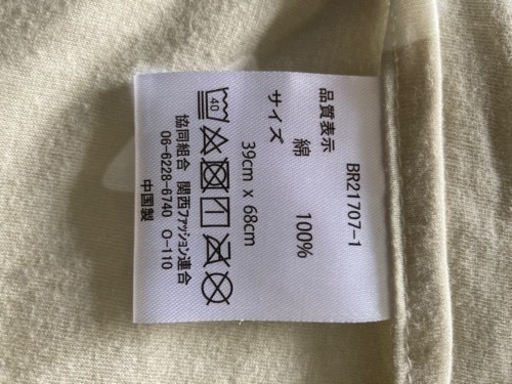 BR21707-1
品質表示
綿 100%
サイズ
39cm x 68cm
40
協同組合 関西ファッション連合
06-6228-6740 O-110
中国製